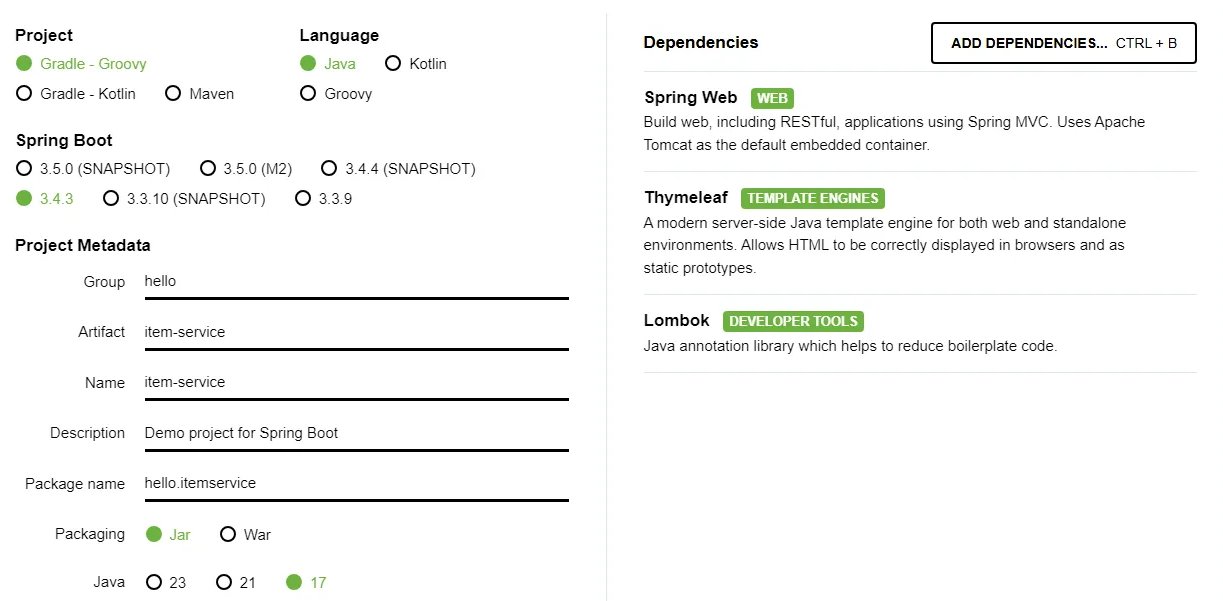 Project
Gradle - Groovy
Gradle - Kotlin Maven
Language
Java Kotlin
Groovy
Spring Boot
3.5.0 (SNAPSHOT) 3.5.0 (M2) 3.4.4 (SNAPSHOT)
3.4.3 3.3.10 (SNAPSHOT) 3.3.9
Project Metadata
Group hello
Artifact item-service
Name item-service
Description Demo project for Spring Boot
Package name hello.itemservice
Packaging Jar War
Java 23 21 17
Dependencies ADD DEPENDENCIES... CTRL + B
Spring Web WEB
Build web, including RESTful, applications using Spring MVC. Uses Apache
Tomcat as the default embedded container.
Thymeleaf TEMPLATE ENGINES
A modern server-side Java template engine for both web and standalone
environments. Allows HTML to be correctly displayed in browsers and as
static prototypes.
Lombok DEVELOPER TOOLS
Java annotation library which helps to reduce boilerplate code.